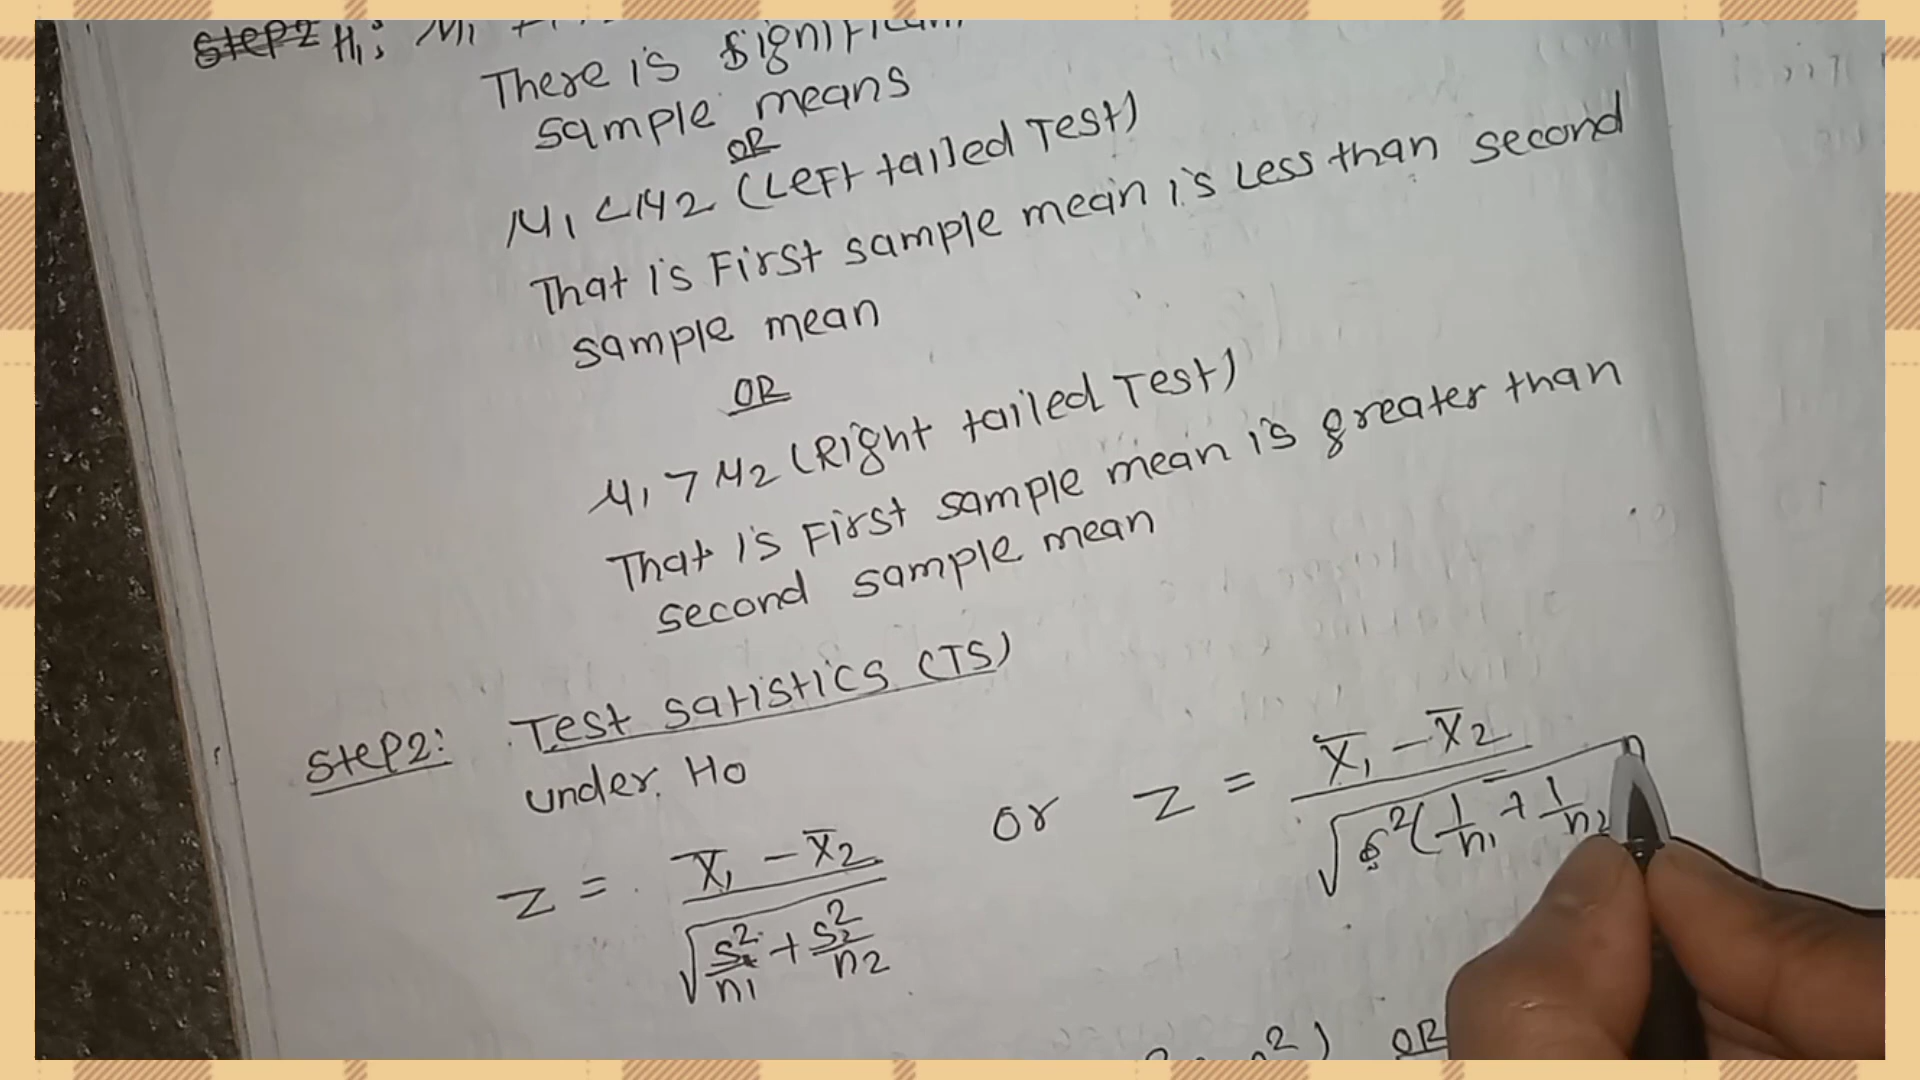 Step2 H1: M1
There is significan
sample means
OR
μ1 < μ2 (Left tailed Test)
That is First sample mean is Less than second
sample mean
OR
μ1 > μ2 (Right tailed Test)
That is First sample mean is greater than
second sample mean
Step2: Test satistics (TS)
under Ho
Z = X̄1 - X̄2 / √(S1²/n1 + S2²/n2) or Z = X̄1 - X̄2 / √(s²(1/n1 + 1/n2
2) OR